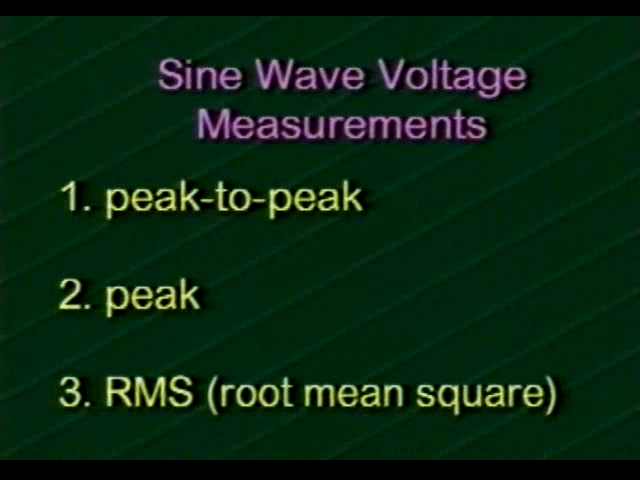 Sine Wave Voltage
Measurements
1. peak-to-peak
2. peak
3. RMS (root mean square)